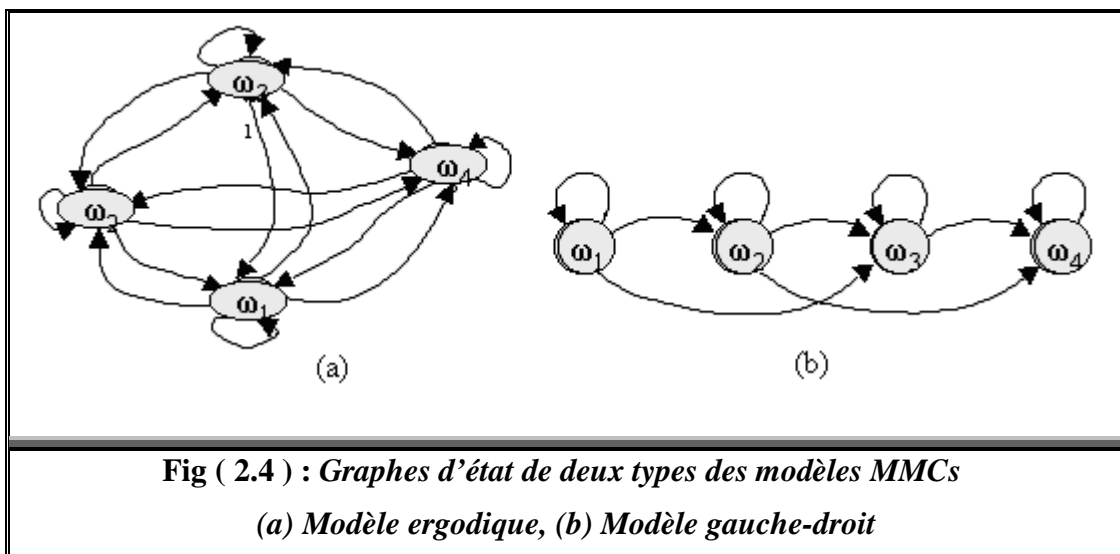 ω2
1
ω4
ω3
ω1
(a)
ω1 ω2 ω3 ω4
(b)
Fig ( 2.4 ) : Graphes d’état de deux types des modèles MMCs
(a) Modèle ergodique, (b) Modèle gauche-droit